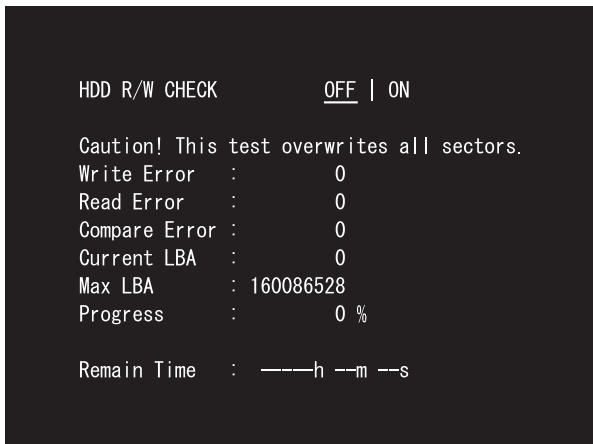 HDD R/W CHECK OFF | ON
Caution! This test overwrites all sectors.
Write Error : 0
Read Error : 0
Compare Error : 0
Current LBA : 0
Max LBA : 160086528
Progress : 0 %
Remain Time : -----h --m --s